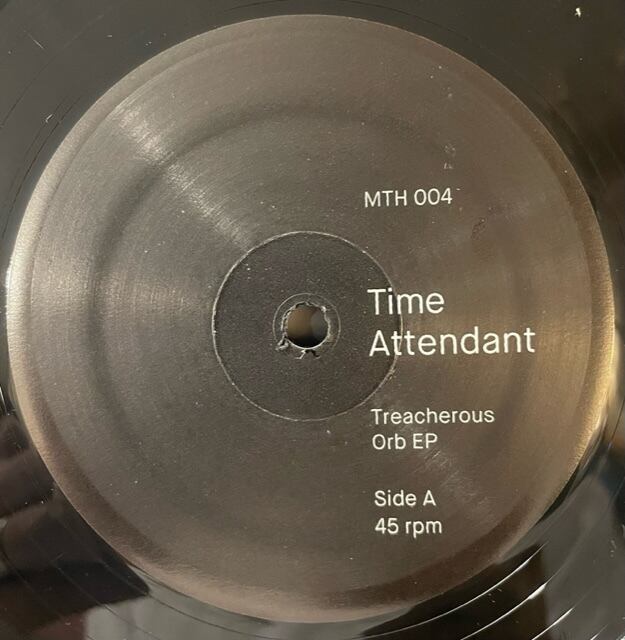 MTH 004
Time
Attendant
Treacherous
Orb EP
Side A
45 rpm